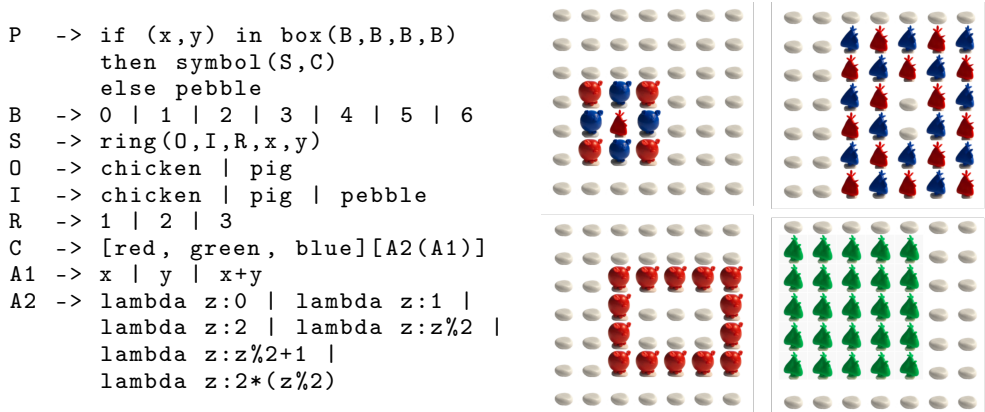 P -> if (x,y) in box(B,B,B,B)
then symbol(S,C)
else pebble
B -> 0 | 1 | 2 | 3 | 4 | 5 | 6
S -> ring(O,I,R,x,y)
O -> chicken | pig
I -> chicken | pig | pebble
R -> 1 | 2 | 3
C -> [red, green, blue][A2(A1)]
A1 -> x | y | x+y
A2 -> lambda z:0 | lambda z:1 |
lambda z:2 | lambda z:z%2 |
lambda z:z%2+1 |
lambda z:2*(z%2)